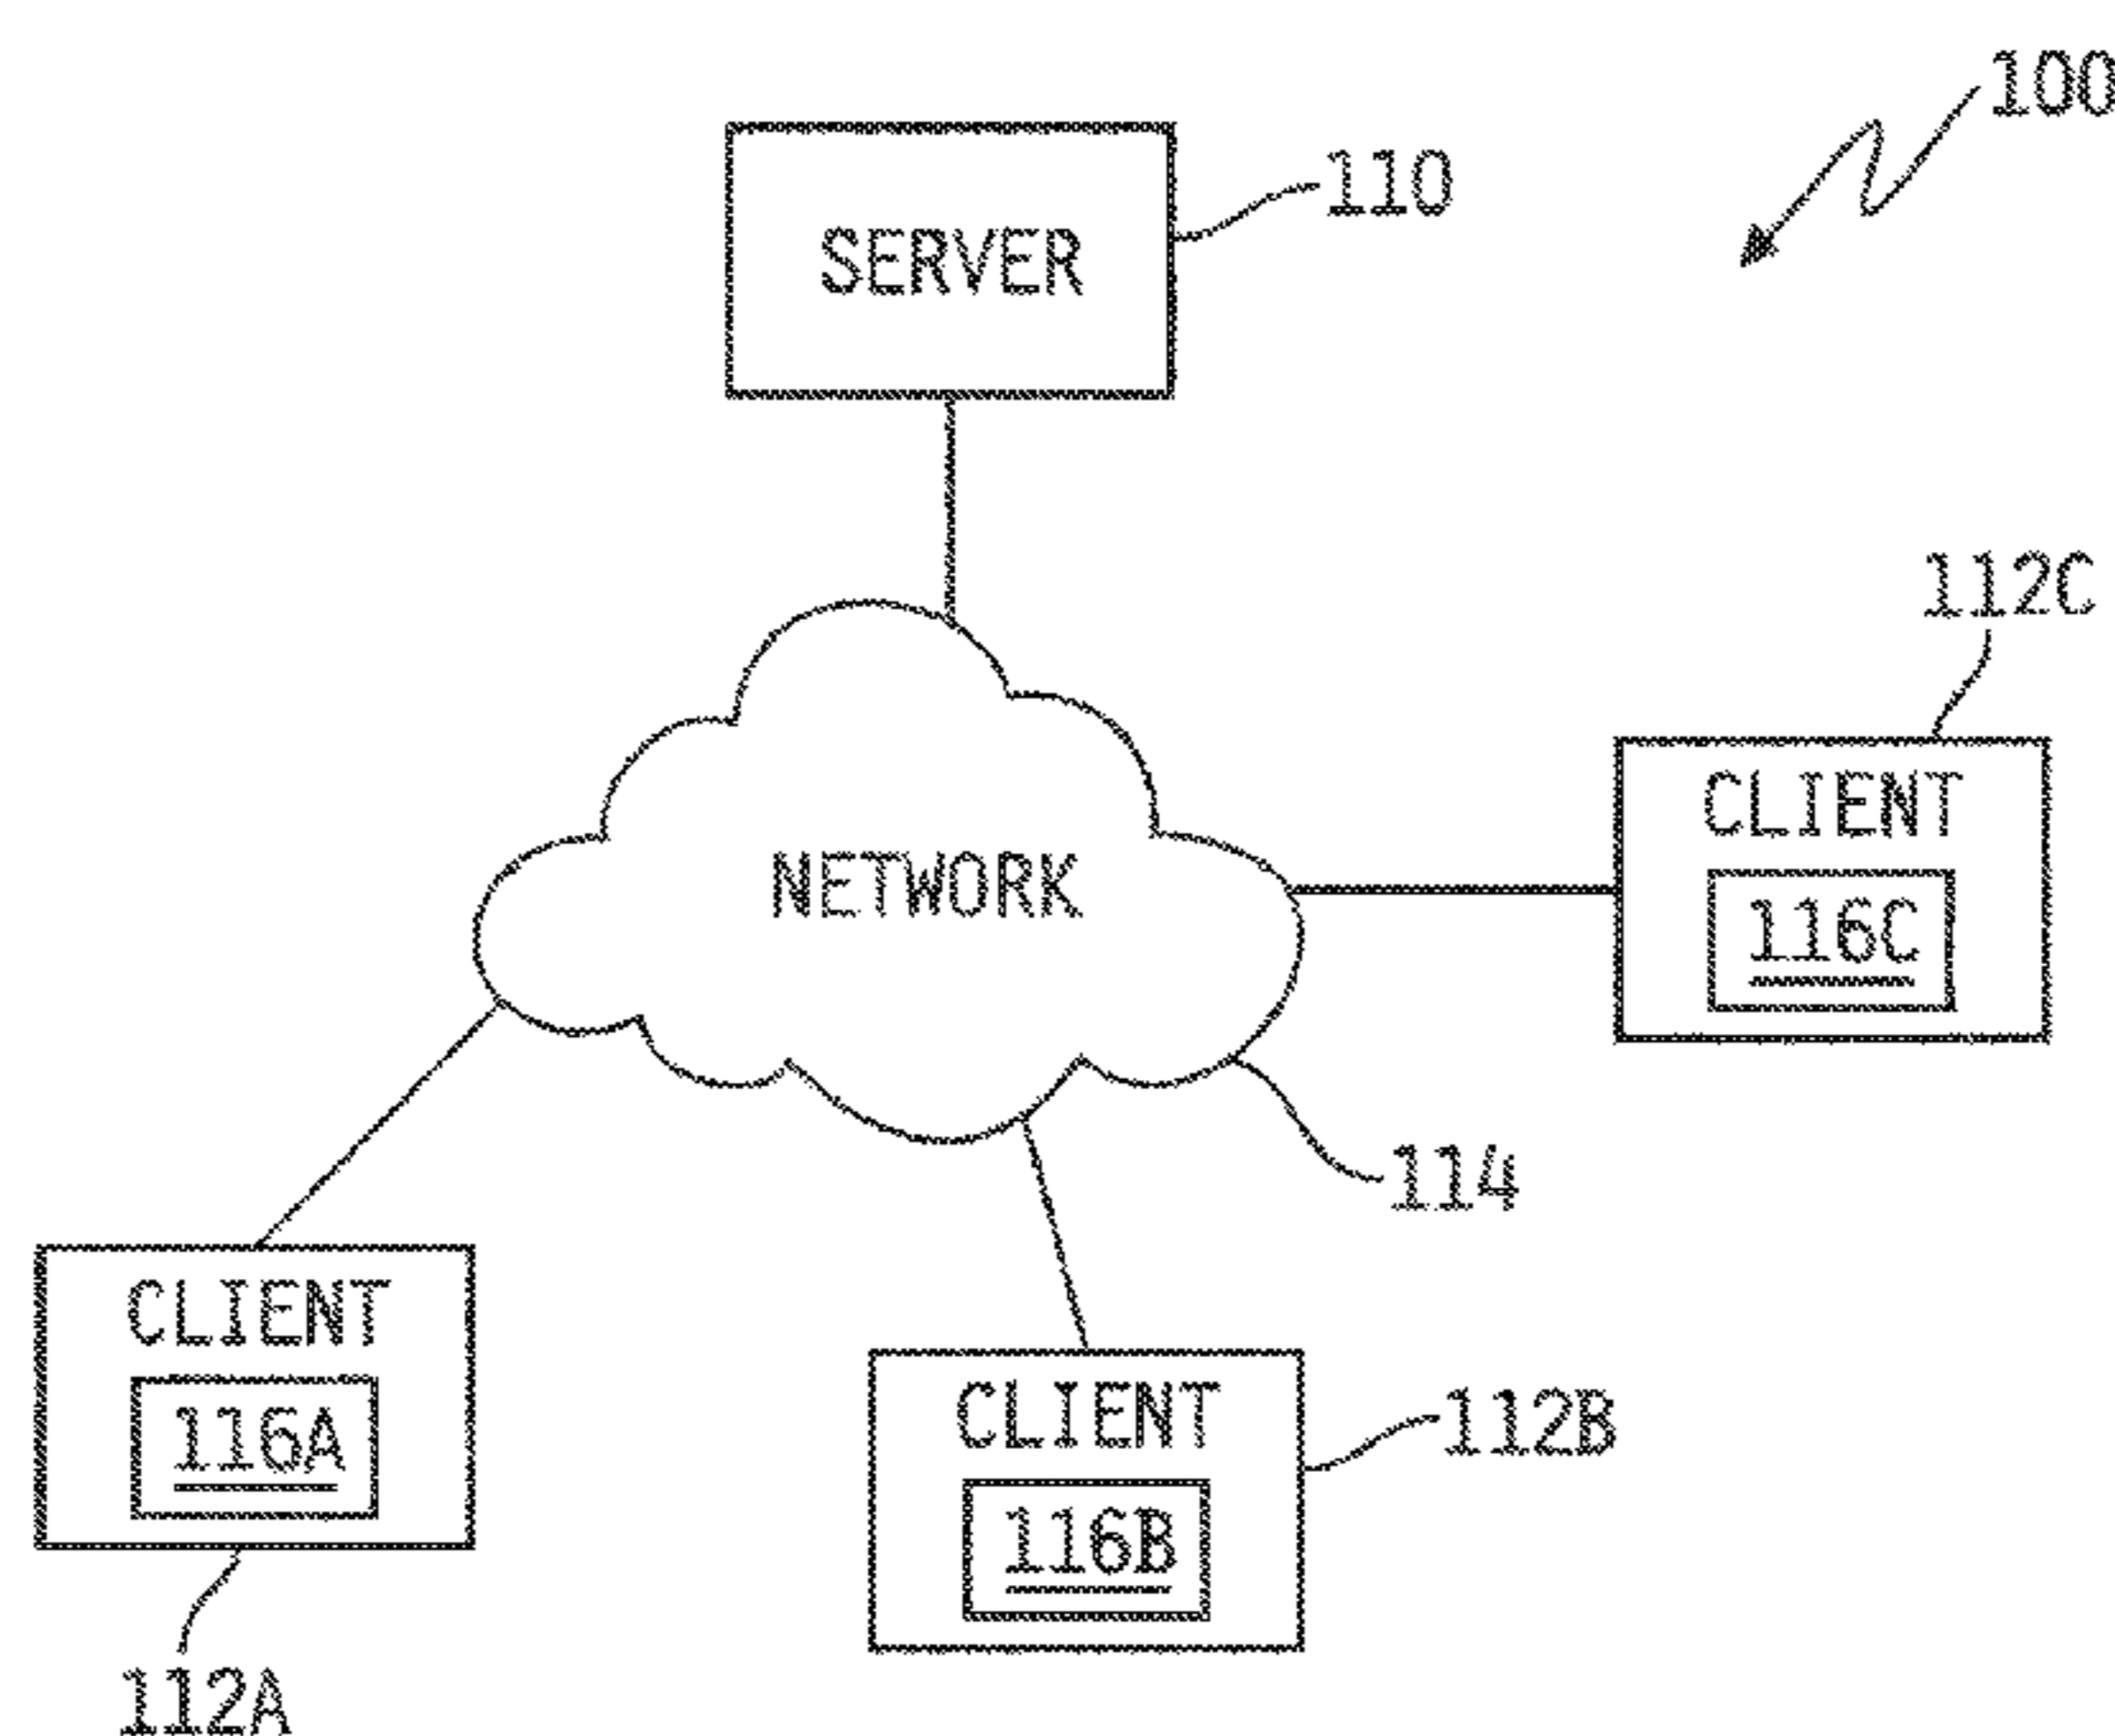 100
110
SERVER
112C
CLIENT
116C
NETWORK
114
CLIENT
116A
112A
CLIENT
116B
112B